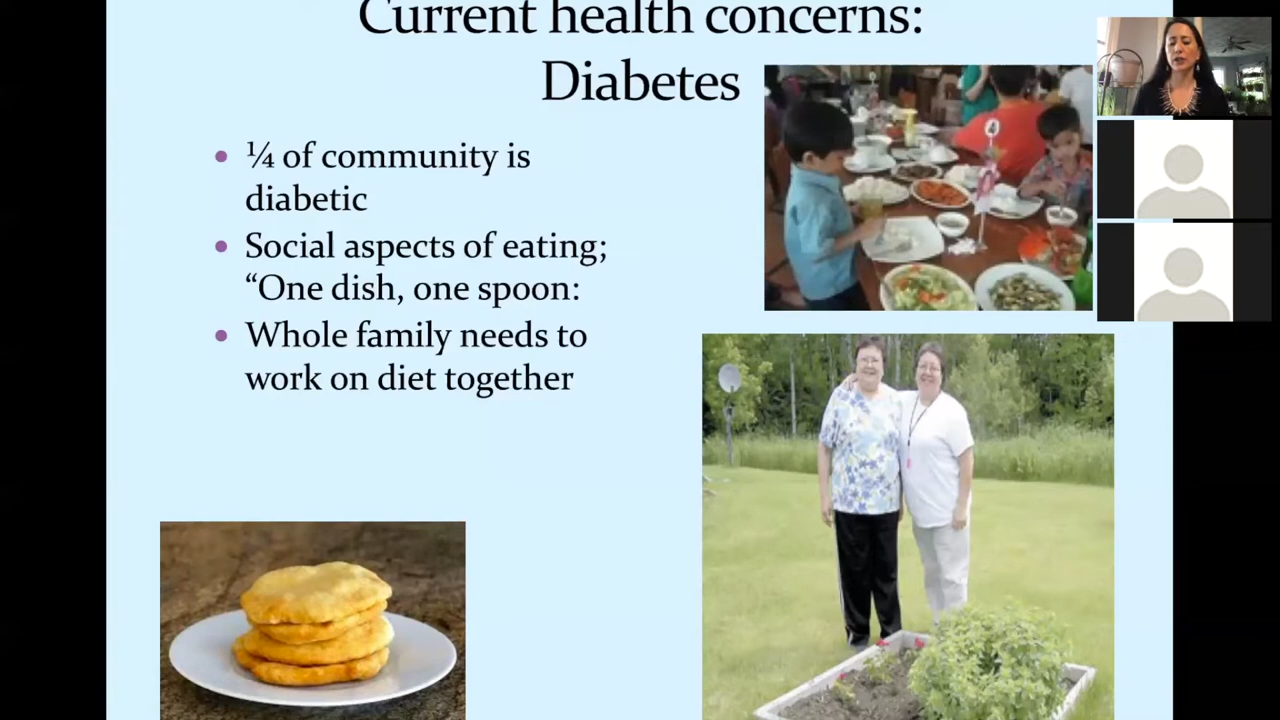 Current health concerns:
Diabetes
• ¼ of community is
diabetic
• Social aspects of eating;
“One dish, one spoon:
• Whole family needs to
work on diet together